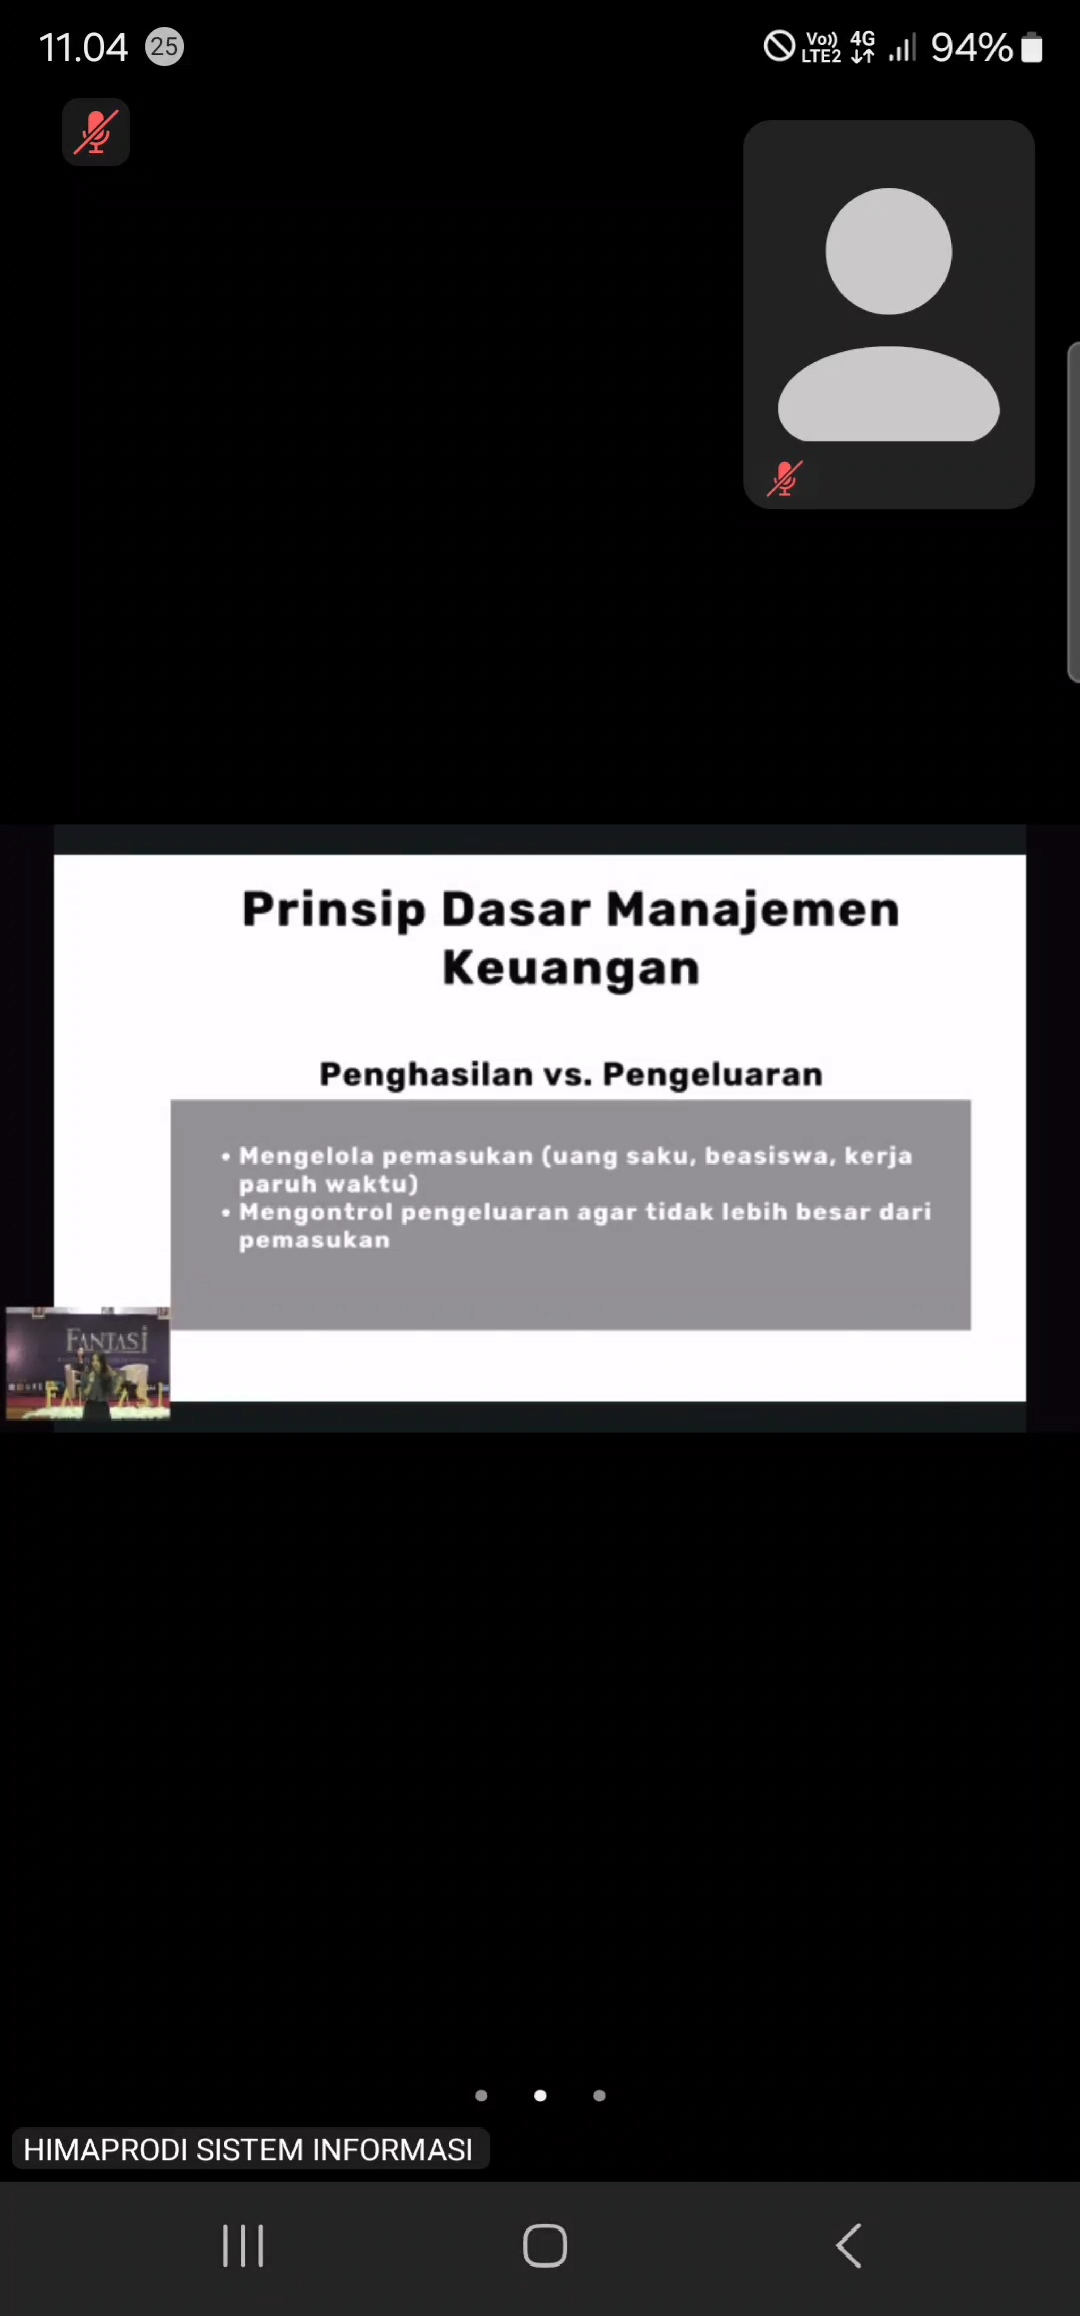 11.04 25
Vo)) LTE2 4G 94%
Prinsip Dasar Manajemen
Keuangan
Penghasilan vs. Pengeluaran
• Mengelola pemasukan (uang saku, beasiswa, kerja
paruh waktu)
• Mengontrol pengeluaran agar tidak lebih besar dari
pemasukan
FANTASI
HIMAPRODI SISTEM INFORMASI